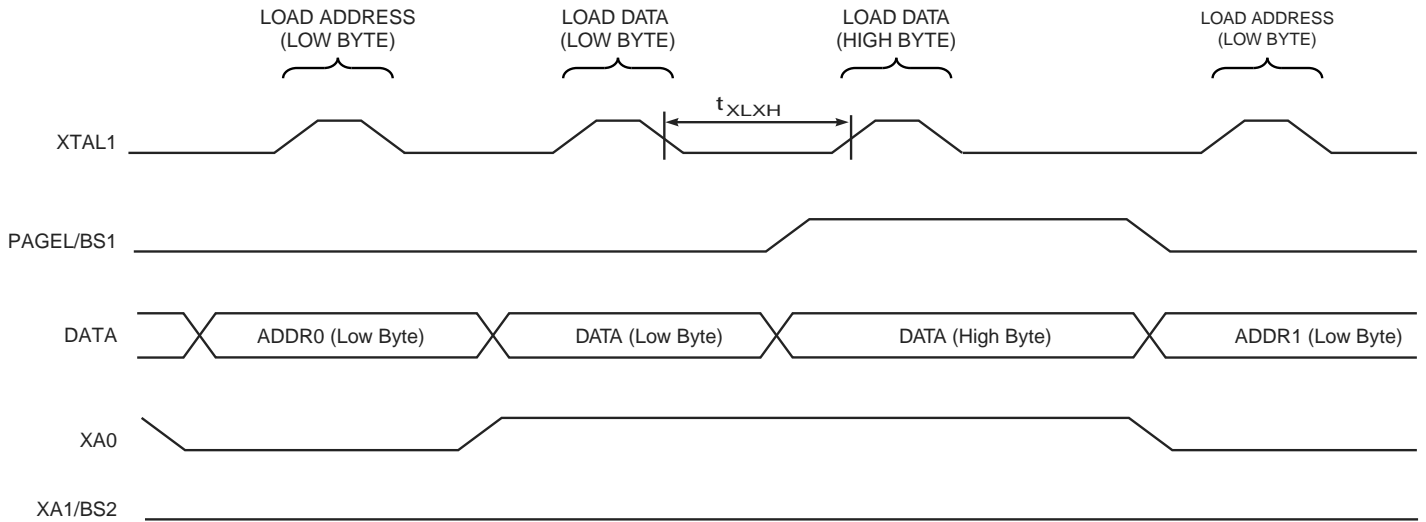 LOAD ADDRESS
(LOW BYTE)
LOAD DATA
(LOW BYTE)
LOAD DATA
(HIGH BYTE)
LOAD ADDRESS
(LOW BYTE)
tXLXH
XTAL1
PAGEL/BS1
DATA
ADDR0 (Low Byte)
DATA (Low Byte)
DATA (High Byte)
ADDR1 (Low Byte)
XA0
XA1/BS2